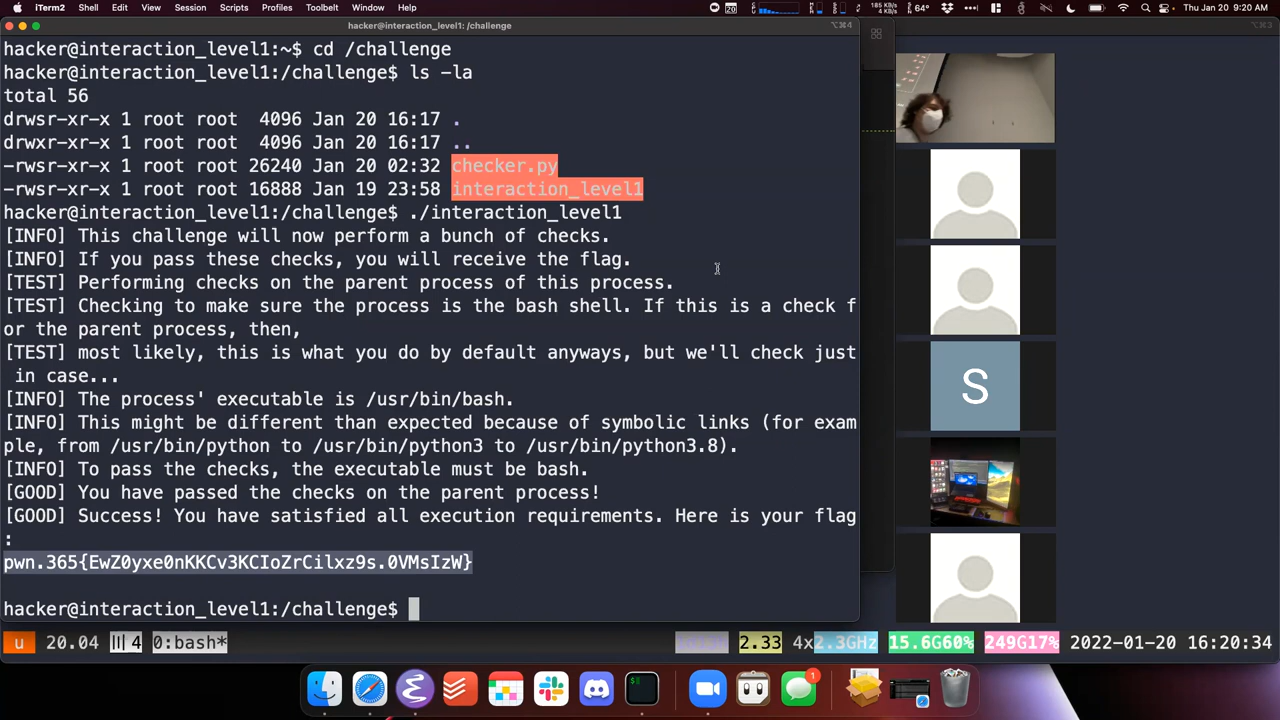 iTerm2 Shell Edit View Session Scripts Profiles Toolbelt Window Help
185 KB/s
4 KB/s
64°
Thu Jan 20 9:20 AM
hacker@interaction_level1: /challenge
⌥⌘4
⌥⌘3
hacker@interaction_level1:~$ cd /challenge
hacker@interaction_level1:/challenge$ ls -la
total 56
drwsr-xr-x 1 root root 4096 Jan 20 16:17 .
drwxr-xr-x 1 root root 4096 Jan 20 16:17 ..
-rwsr-xr-x 1 root root 26240 Jan 20 02:32 checker.py
-rwsr-xr-x 1 root root 16888 Jan 19 23:58 interaction_level1
hacker@interaction_level1:/challenge$ ./interaction_level1
[INFO] This challenge will now perform a bunch of checks.
[INFO] If you pass these checks, you will receive the flag.
[TEST] Performing checks on the parent process of this process.
[TEST] Checking to make sure the process is the bash shell. If this is a check f
or the parent process, then,
[TEST] most likely, this is what you do by default anyways, but we'll check just
in case...
[INFO] The process' executable is /usr/bin/bash.
[INFO] This might be different than expected because of symbolic links (for exam
ple, from /usr/bin/python to /usr/bin/python3 to /usr/bin/python3.8).
[INFO] To pass the checks, the executable must be bash.
[GOOD] You have passed the checks on the parent process!
[GOOD] Success! You have satisfied all execution requirements. Here is your flag
:
pwn.365{EwZ0yxe0nKKCv3KCIoZrCilxz9s.0VMsIzW}
hacker@interaction_level1:/challenge$
S
u 20.04 4 0:bash* 2.33 4x2.3GHz 15.6G60% 249G17% 2022-01-20 16:20:34
1